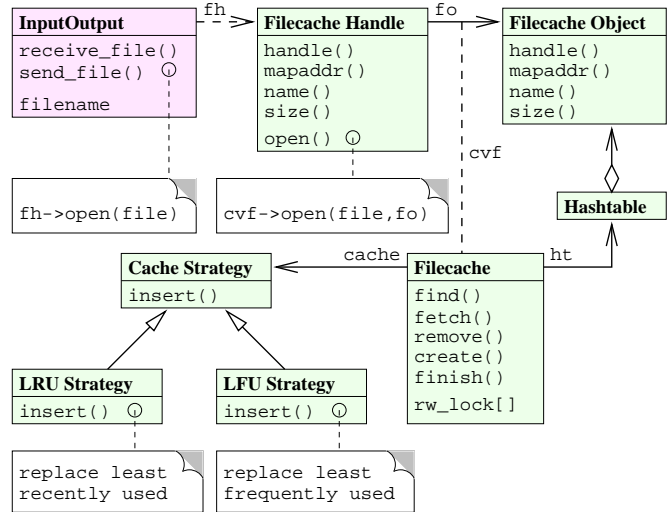 InputOutput
receive_file()
send_file()
filename
fh
Filecache Handle
handle()
mapaddr()
name()
size()
open()
fo
Filecache Object
handle()
mapaddr()
name()
size()
cvf
fh->open(file)
cvf->open(file,fo)
Hashtable
Cache Strategy
insert()
cache
Filecache
find()
fetch()
remove()
create()
finish()
rw_lock[]
ht
LRU Strategy
insert()
LFU Strategy
insert()
replace least
recently used
replace least
frequently used